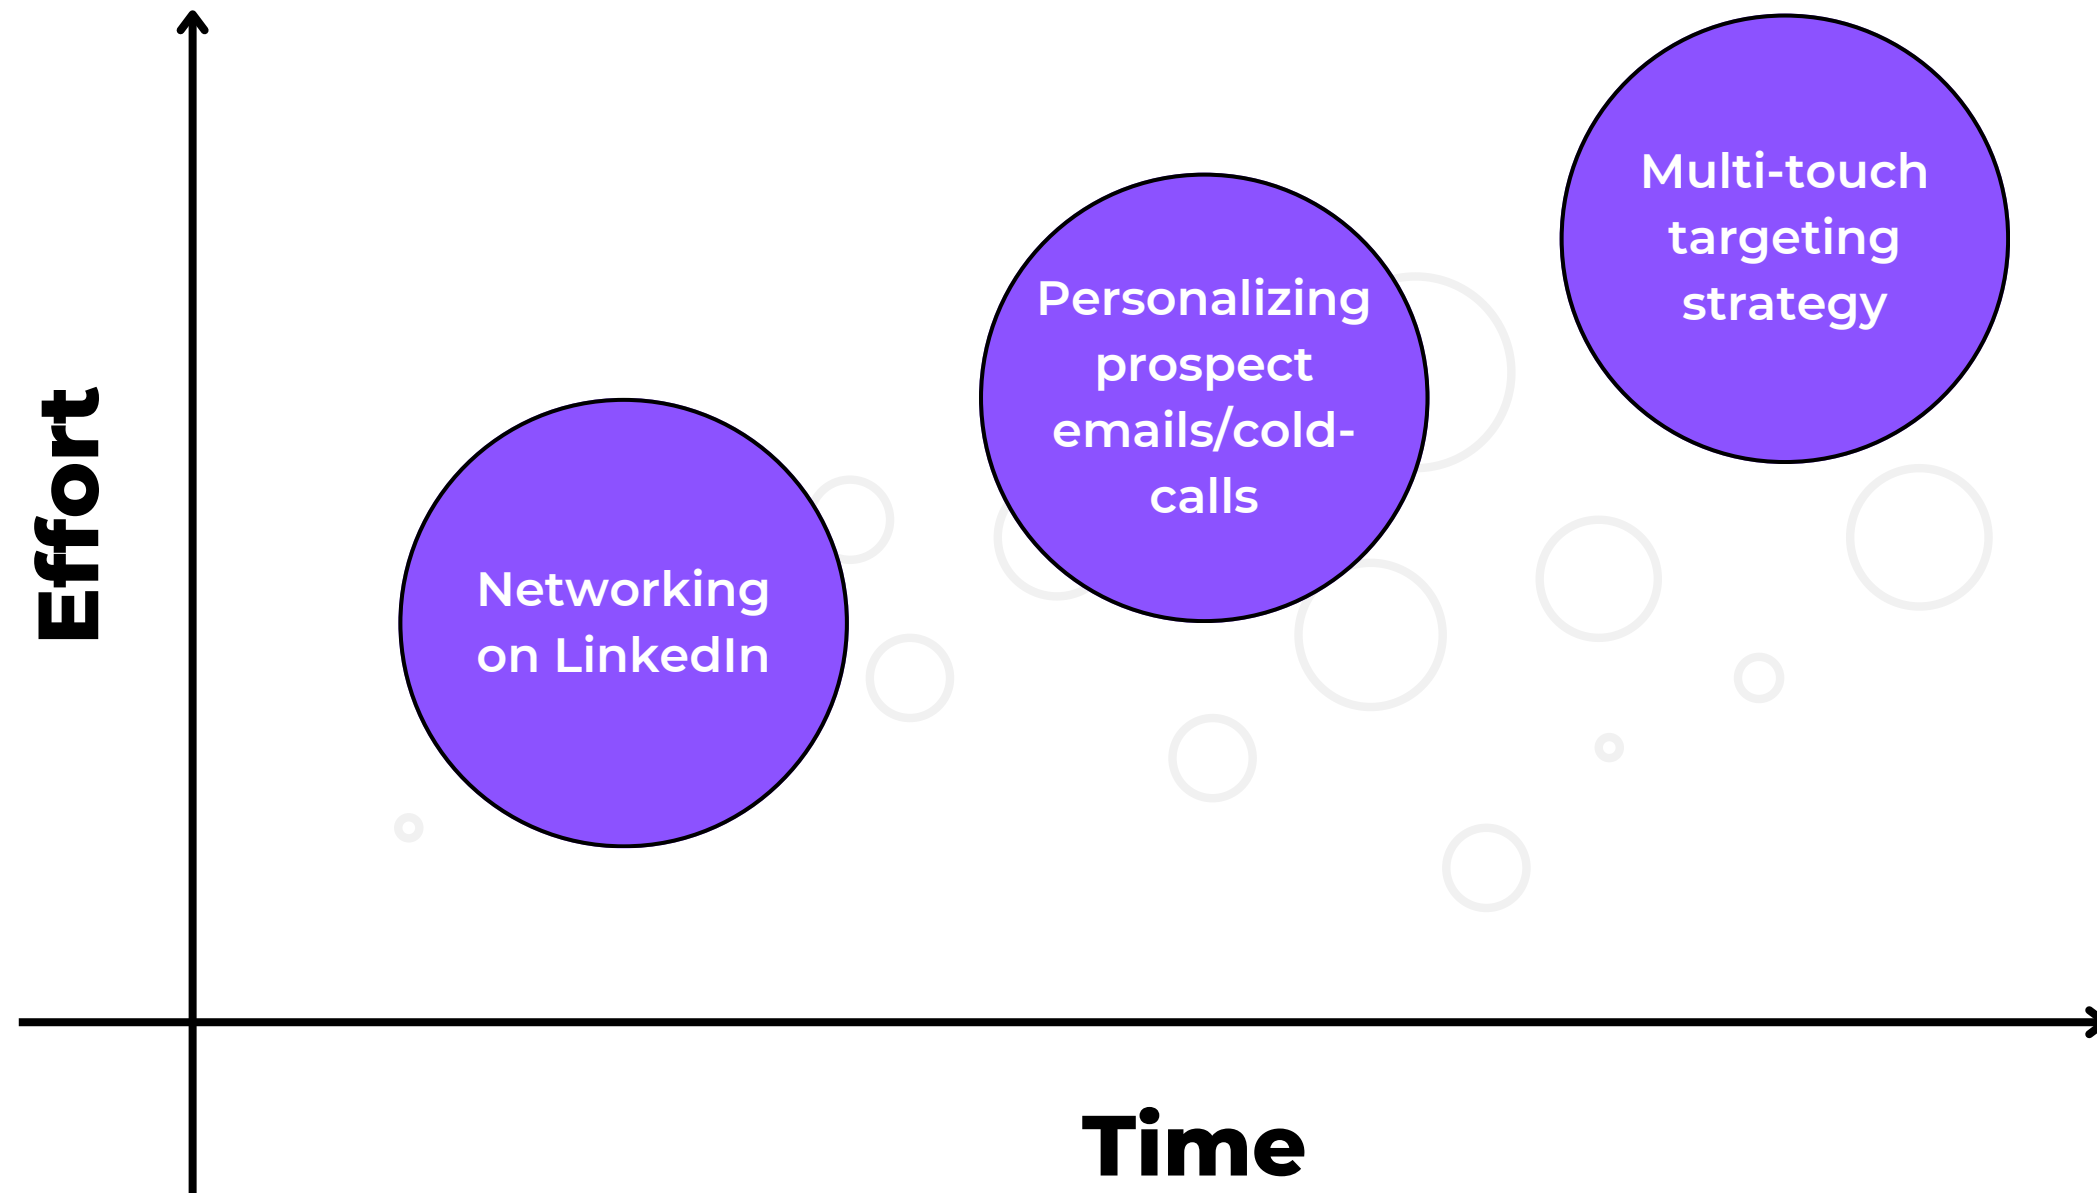 Effort
Networking
on LinkedIn
Personalizing
prospect
emails/cold-
calls
Multi-touch
targeting
strategy
Time